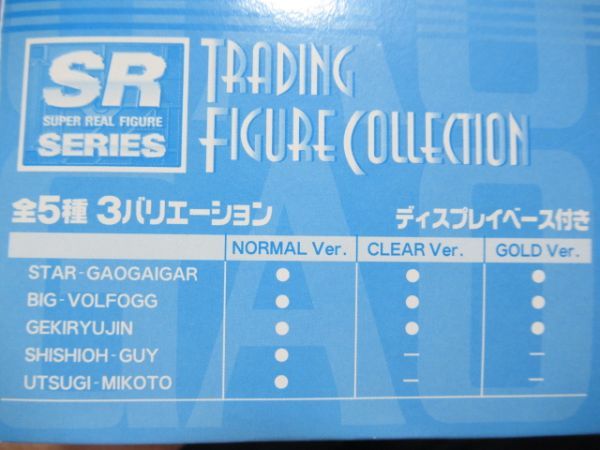 SR
SUPER REAL FIGURE
SERIES
TRADING
FIGURE COLLECTION
全5種 3バリエーション
ディスプレイベース付き
NORMAL Ver. CLEAR Ver. GOLD Ver.
STAR-GAOGAIGAR ● ● ●
BIG-VOLFOGG ● ● ●
GEKIRYUJIN ● ● ●
SHISHIOH-GUY ● – –
UTSUGI-MIKOTO ● – –